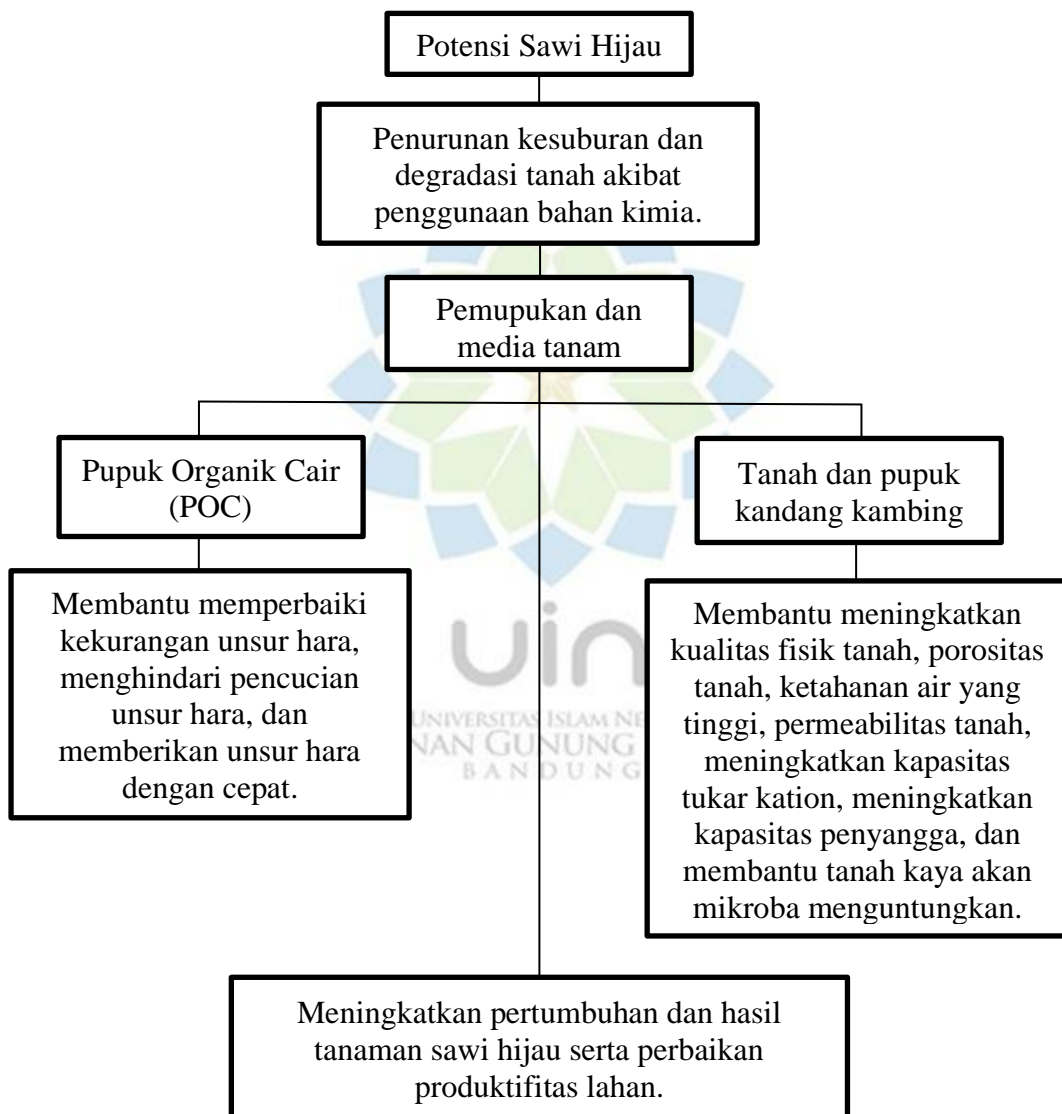 Potensi Sawi Hijau
Penurunan kesuburan dan
degradasi tanah akibat
penggunaan bahan kimia.
Pemupukan dan
media tanam
Pupuk Organik Cair
(POC)
Tanah dan pupuk
kandang kambing
Membantu memperbaiki
kekurangan unsur hara,
menghindari pencucian
unsur hara, dan
memberikan unsur hara
dengan cepat.
Membantu meningkatkan
kualitas fisik tanah, porositas
tanah, ketahanan air yang
tinggi, permeabilitas tanah,
meningkatkan kapasitas
tukar kation, meningkatkan
kapasitas penyangga, dan
membantu tanah kaya akan
mikroba menguntungkan.
uin
UNIVERSITAS ISLAM NE
NAN GUNUNG
BANDUNG
Meningkatkan pertumbuhan dan hasil
tanaman sawi hijau serta perbaikan
produktifitas lahan.